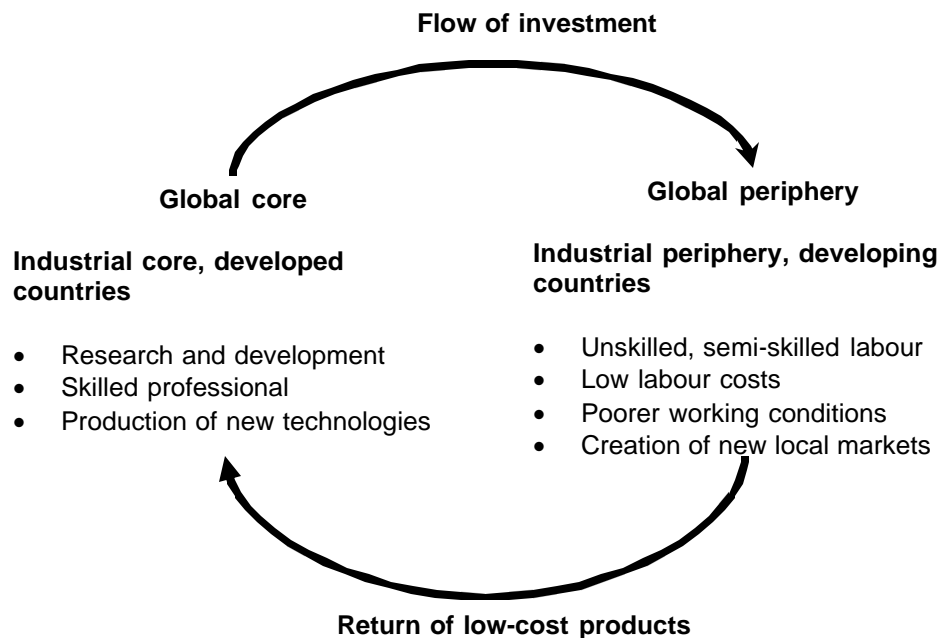 Flow of investment
Global core
Global periphery
Industrial core, developed
countries
• Research and development
• Skilled professional
• Production of new technologies
Industrial periphery, developing
countries
• Unskilled, semi-skilled labour
• Low labour costs
• Poorer working conditions
• Creation of new local markets
Return of low-cost products